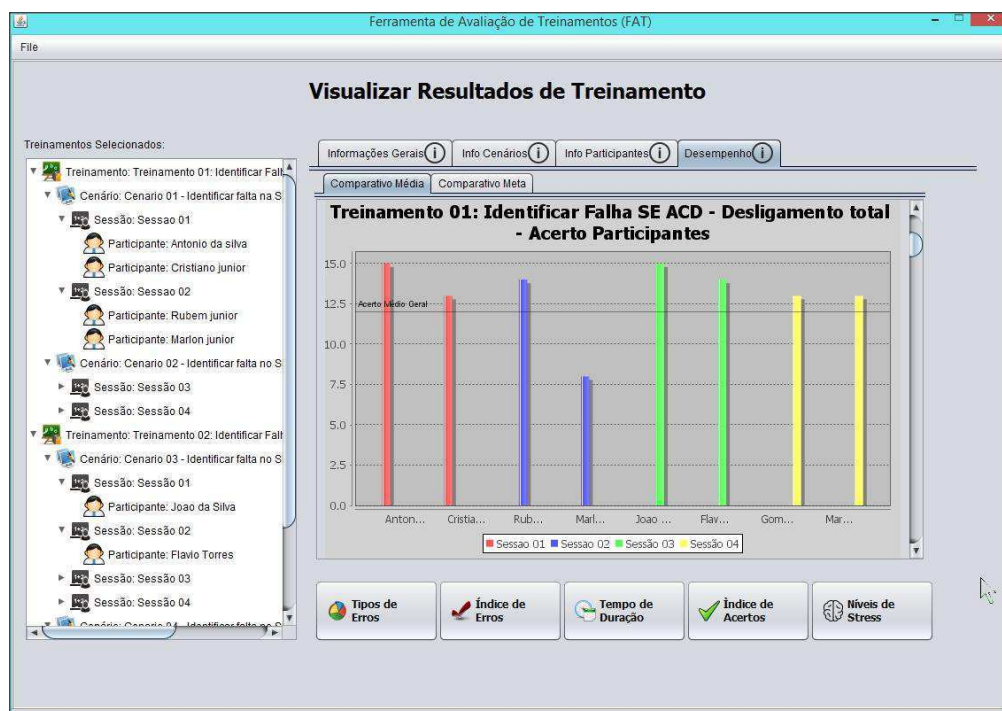 Ferramenta de Avaliação de Treinamentos (FAT)
File
Visualizar Resultados de Treinamento
Treinamentos Selecionados:
Treinamento: Treinamento 01: Identificar Fall
Cenário: Cenario 01 - Identificar falta na S
Sessão: Sessao 01
Participante: Antonio da silva
Participante: Cristiano junior
Sessão: Sessao 02
Participante: Rubem junior
Participante: Marlon junior
Cenário: Cenario 02 - Identificar falta no S
Sessão: Sessão 03
Sessão: Sessão 04
Treinamento: Treinamento 02: Identificar Fall
Cenário: Cenario 03 - Identificar falta no S
Sessão: Sessão 01
Participante: Joao da Silva
Sessão: Sessão 02
Participante: Flavio Torres
Sessão: Sessão 03
Sessão: Sessão 04
Cenário: Cenario 04 - Identificar falta no S
Informações Gerais
Info Cenários
Info Participantes
Desempenho
Comparativo Média
Comparativo Meta
Treinamento 01: Identificar Falha SE ACD - Desligamento total
- Acerto Participantes
15.0
12.5
10.0
7.5
5.0
2.5
0.0
Acerto Médio Geral
Anton... Cristia... Rub... Marl... Joao ... Flav... Gom... Mar...
Sessao 01 Sessao 02 Sessão 03 Sessão 04
Tipos de
Erros
Índice de
Erros
Tempo de
Duração
Índice de
Acertos
Níveis de
Stress